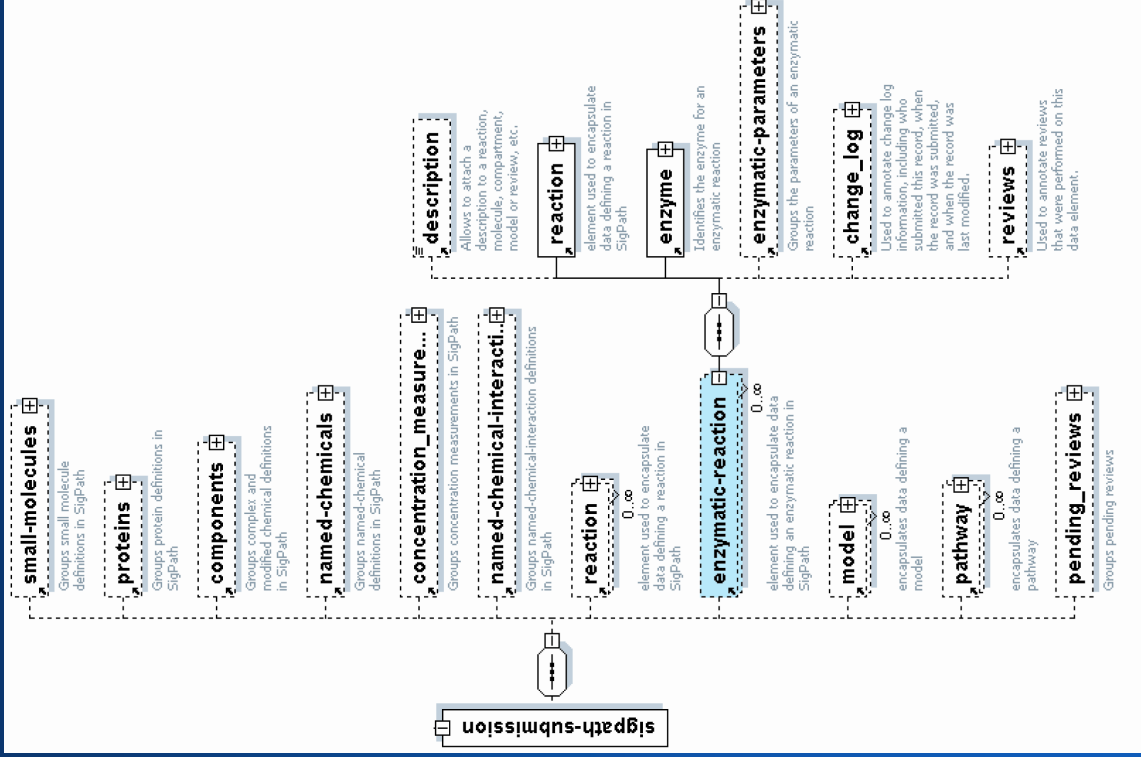 sigpath-submission
small-molecules
Groups small molecule
definitions in SigPath
proteins
Groups protein definitions in
SigPath
components
Groups complex and
modified chemical definitions
in SigPath
named-chemicals
Groups named-chemical
definitions in SigPath
concentration_measure...
Groups concentration measurements in SigPath
named-chemical-interacti...
Groups named-chemical-interaction definitions
in SigPath
reaction
0..∞
element used to encapsulate
data defining a reaction in
SigPath
enzymatic-reaction
0..∞
element used to encapsulate data
defining an enzymatic reaction in
SigPath
model
0..∞
encapsulates data defining a
model
pathway
0..∞
encapsulates data defining a
pathway
pending_reviews
Groups pending reviews
description
Allows to attach a
description to a reaction,
molecule, compartment,
model or review, etc.
reaction
element used to encapsulate
data defining a reaction in
SigPath
enzyme
Identifies the enzyme for an
enzymatic reaction
enzymatic-parameters
Groups the parameters of an enzymatic
reaction
change_log
Used to annotate change log
information, including who
submitted this record, when
the record was submitted,
and when the record was
last modified.
reviews
Used to annotate reviews
that were performed on this
data element.